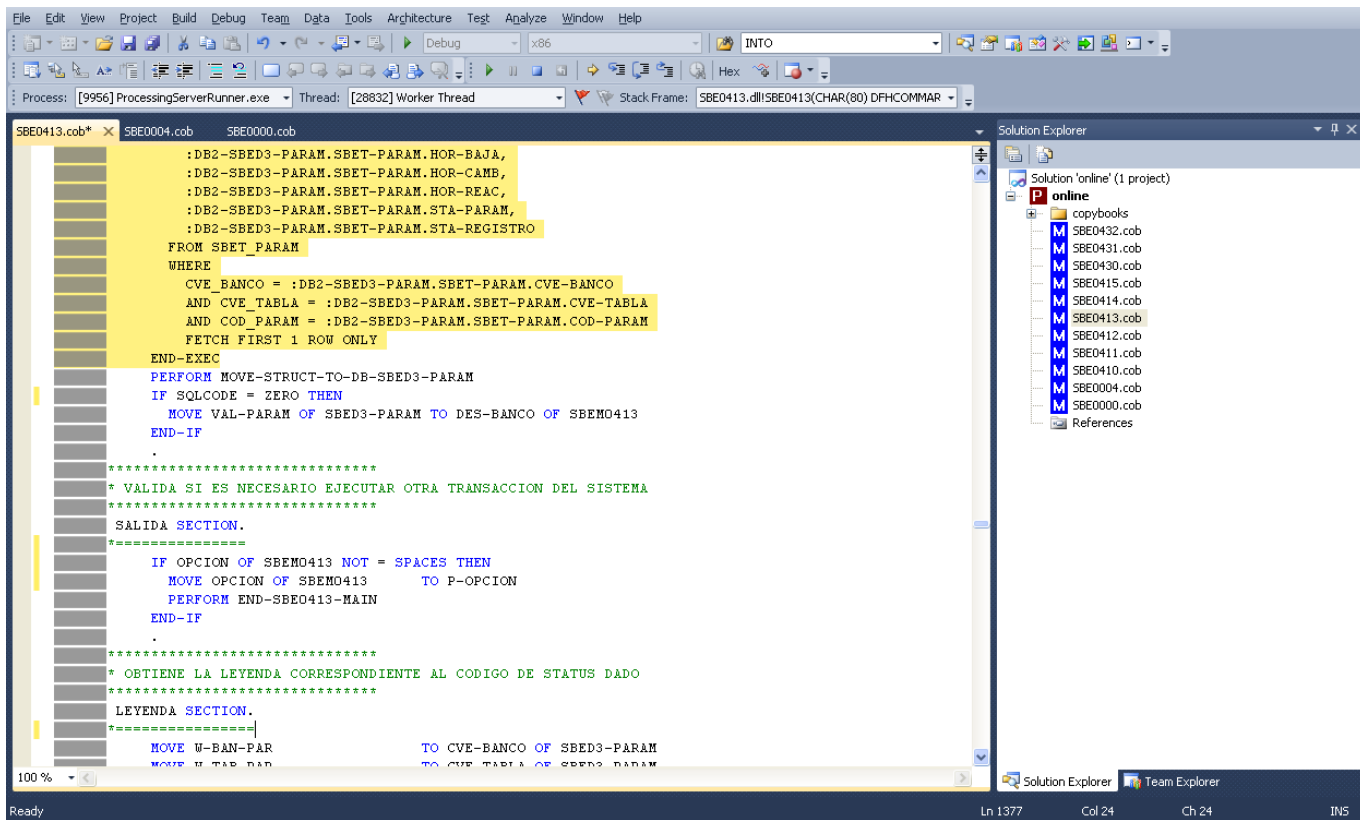 File Edit View Project Build Debug Team Data Tools Architecture Test Analyze Window Help
Debug x86 INTO
Hex
Process: [9956] ProcessingServerRunner.exe Thread: [28832] Worker Thread Stack Frame: SBE0413.dll!SBE0413(CHAR(80) DFHCOMMAR
SBE0413.cob* SBE0004.cob SBE0000.cob
:DB2-SBED3-PARAM.SBET-PARAM.HOR-BAJA,
:DB2-SBED3-PARAM.SBET-PARAM.HOR-CAMB,
:DB2-SBED3-PARAM.SBET-PARAM.HOR-REAC,
:DB2-SBED3-PARAM.SBET-PARAM.STA-PARAM,
:DB2-SBED3-PARAM.SBET-PARAM.STA-REGISTRO
FROM SBET_PARAM
WHERE
CVE_BANCO = :DB2-SBED3-PARAM.SBET-PARAM.CVE-BANCO
AND CVE_TABLA = :DB2-SBED3-PARAM.SBET-PARAM.CVE-TABLA
AND COD_PARAM = :DB2-SBED3-PARAM.SBET-PARAM.COD-PARAM
FETCH FIRST 1 ROW ONLY
END-EXEC
PERFORM MOVE-STRUCT-TO-DB-SBED3-PARAM
IF SQLCODE = ZERO THEN
MOVE VAL-PARAM OF SBED3-PARAM TO DES-BANCO OF SBEM0413
END-IF
.
*******************************
* VALIDA SI ES NECESARIO EJECUTAR OTRA TRANSACCION DEL SISTEMA
*******************************
SALIDA SECTION.
*===============
IF OPCION OF SBEM0413 NOT = SPACES THEN
MOVE OPCION OF SBEM0413 TO P-OPCION
PERFORM END-SBE0413-MAIN
END-IF
.
*******************************
* OBTIENE LA LEYENDA CORRESPONDIENTE AL CODIGO DE STATUS DADO
*******************************
LEYENDA SECTION.
*================
MOVE W-BAN-PAR TO CVE-BANCO OF SBED3-PARAM
MOVE W-TAB-PAR TO CVE-TABLA OF SBED3-PARAM
100 %
Solution Explorer
Solution 'online' (1 project)
online
copybooks
SBE0432.cob
SBE0431.cob
SBE0430.cob
SBE0415.cob
SBE0414.cob
SBE0413.cob
SBE0412.cob
SBE0411.cob
SBE0410.cob
SBE0004.cob
SBE0000.cob
References
Solution Explorer Team Explorer
Ready Ln 1377 Col 24 Ch 24 INS